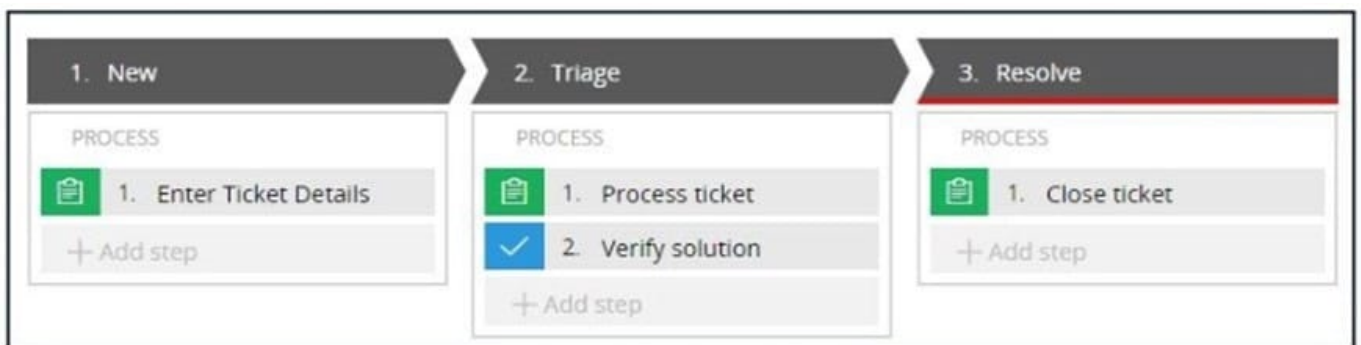 1. New
2. Triage
3. Resolve
PROCESS
1. Enter Ticket Details
+ Add step
PROCESS
1. Process ticket
2. Verify solution
+ Add step
PROCESS
1. Close ticket
+ Add step